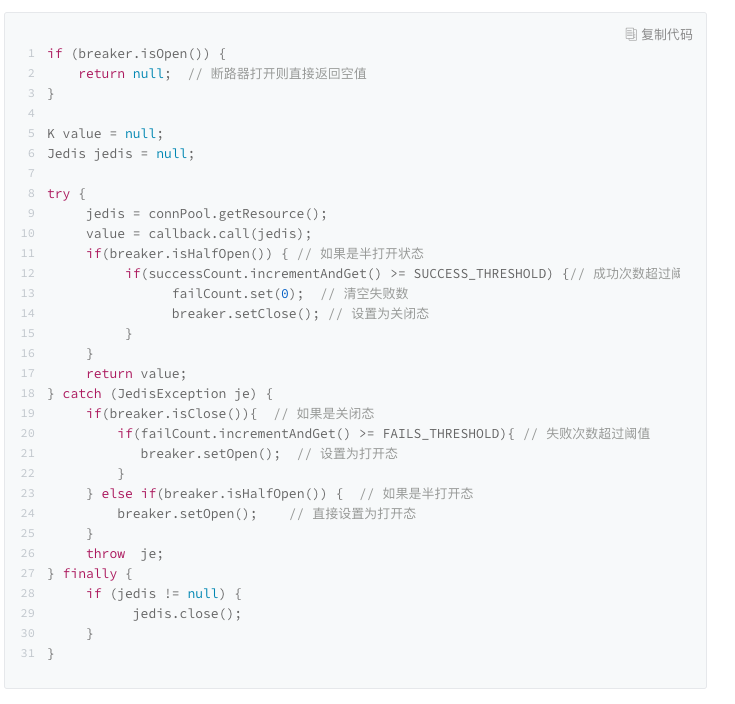 复制代码
1 if (breaker.isOpen()) {
2     return null;  // 断路器打开则直接返回空值
3 }
4
5 K value = null;
6 Jedis jedis = null;
7
8 try {
9      jedis = connPool.getResource();
10      value = callback.call(jedis);
11      if(breaker.isHalfOpen()) { // 如果是半打开状态
12           if(successCount.incrementAndGet() >= SUCCESS_THRESHOLD) {// 成功次数超过阈
13                 failCount.set(0);  // 清空失败数
14                 breaker.setClose(); // 设置为关闭态
15           }
16      }
17      return value;
18 } catch (JedisException je) {
19      if(breaker.isClose()){  // 如果是关闭态
20          if(failCount.incrementAndGet() >= FAILS_THRESHOLD){ // 失败次数超过阈值
21             breaker.setOpen();  // 设置为打开态
22          }
23      } else if(breaker.isHalfOpen()) {  // 如果是半打开态
24          breaker.setOpen();    // 直接设置为打开态
25      }
26      throw  je;
27 } finally {
28      if (jedis != null) {
29            jedis.close();
30      }
31 }